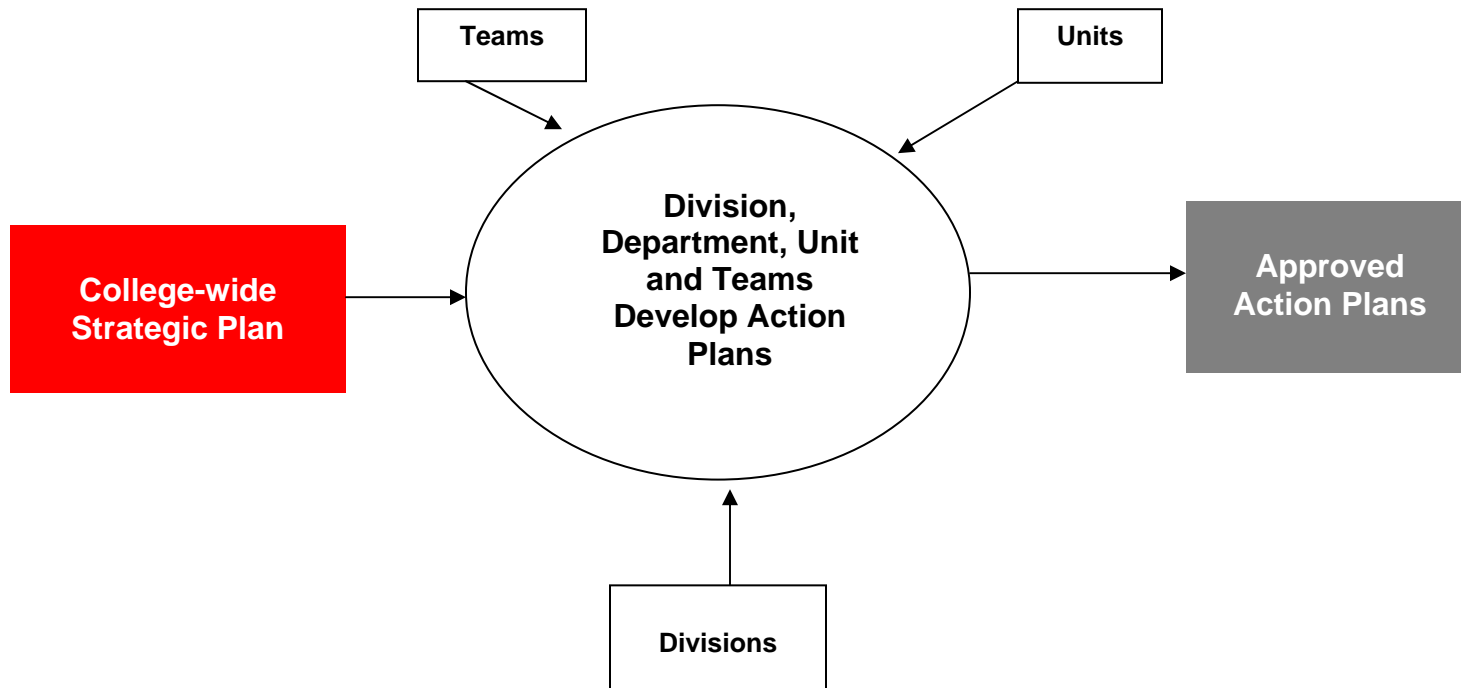 Teams
Units
College-wide
Strategic Plan
Division,
Department, Unit
and Teams
Develop Action
Plans
Approved
Action Plans
Divisions